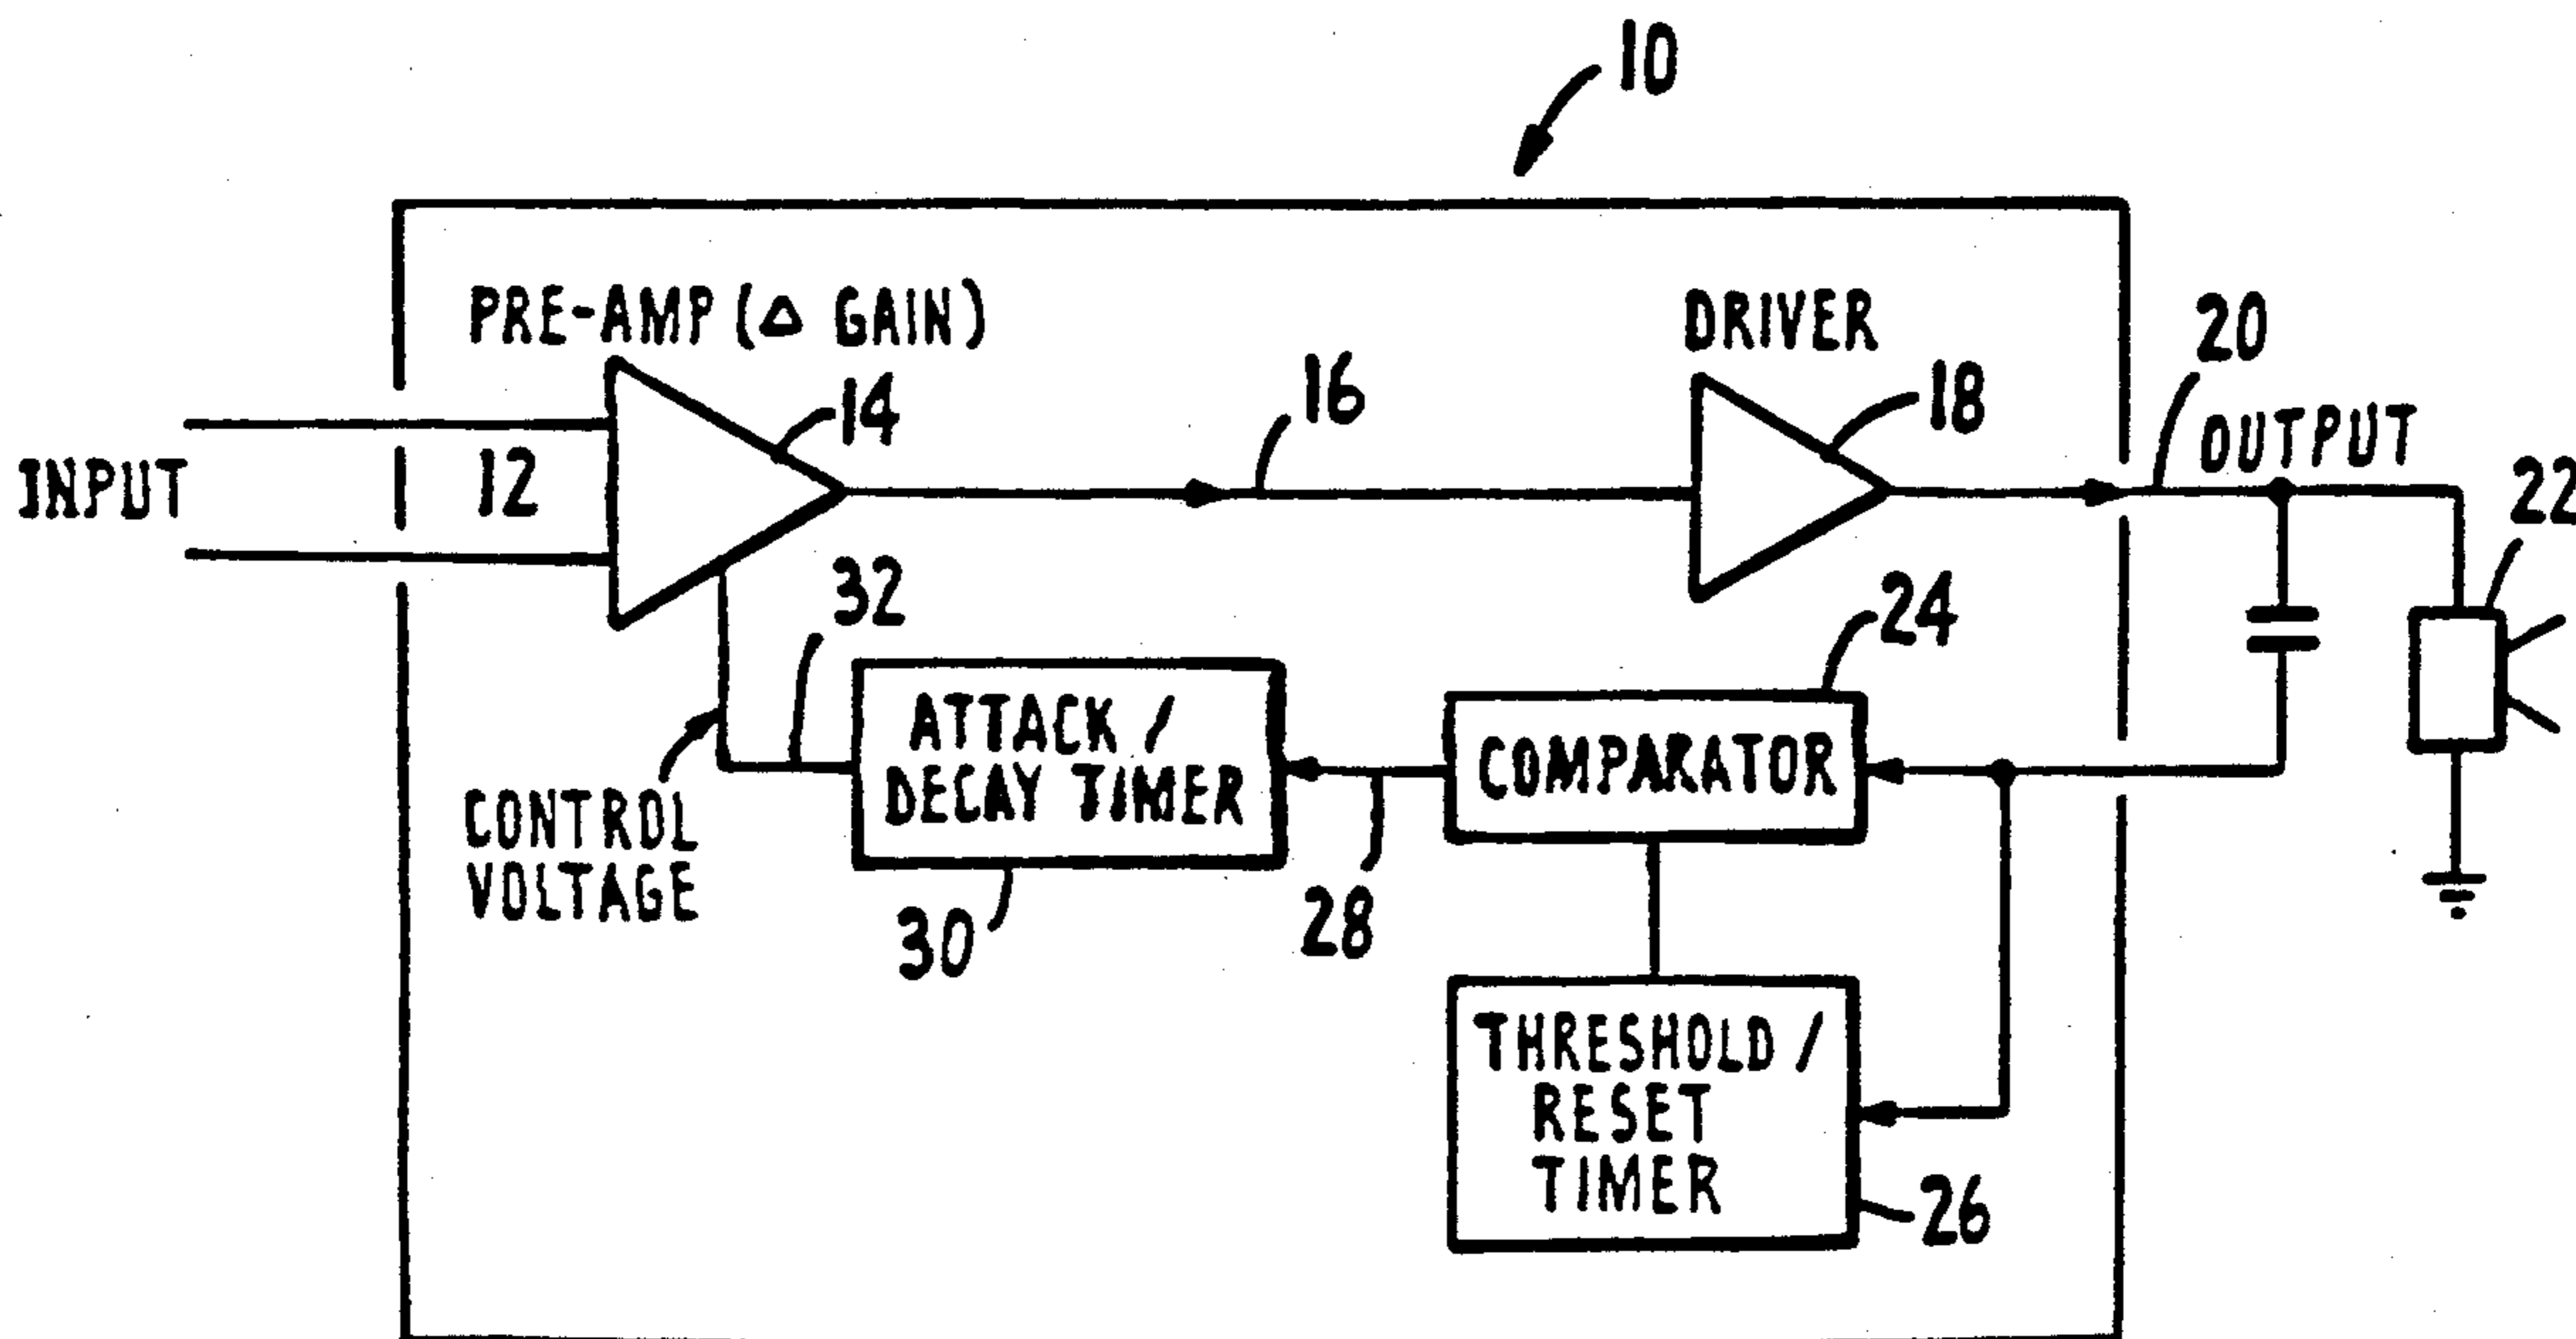 10
PRE-AMP (Δ GAIN)
DRIVER
20
14
16
18
OUTPUT
INPUT
12
22
32
24
ATTACK /
DECAY TIMER
COMPARATOR
CONTROL
VOLTAGE
30
28
THRESHOLD /
RESET
TIMER
26